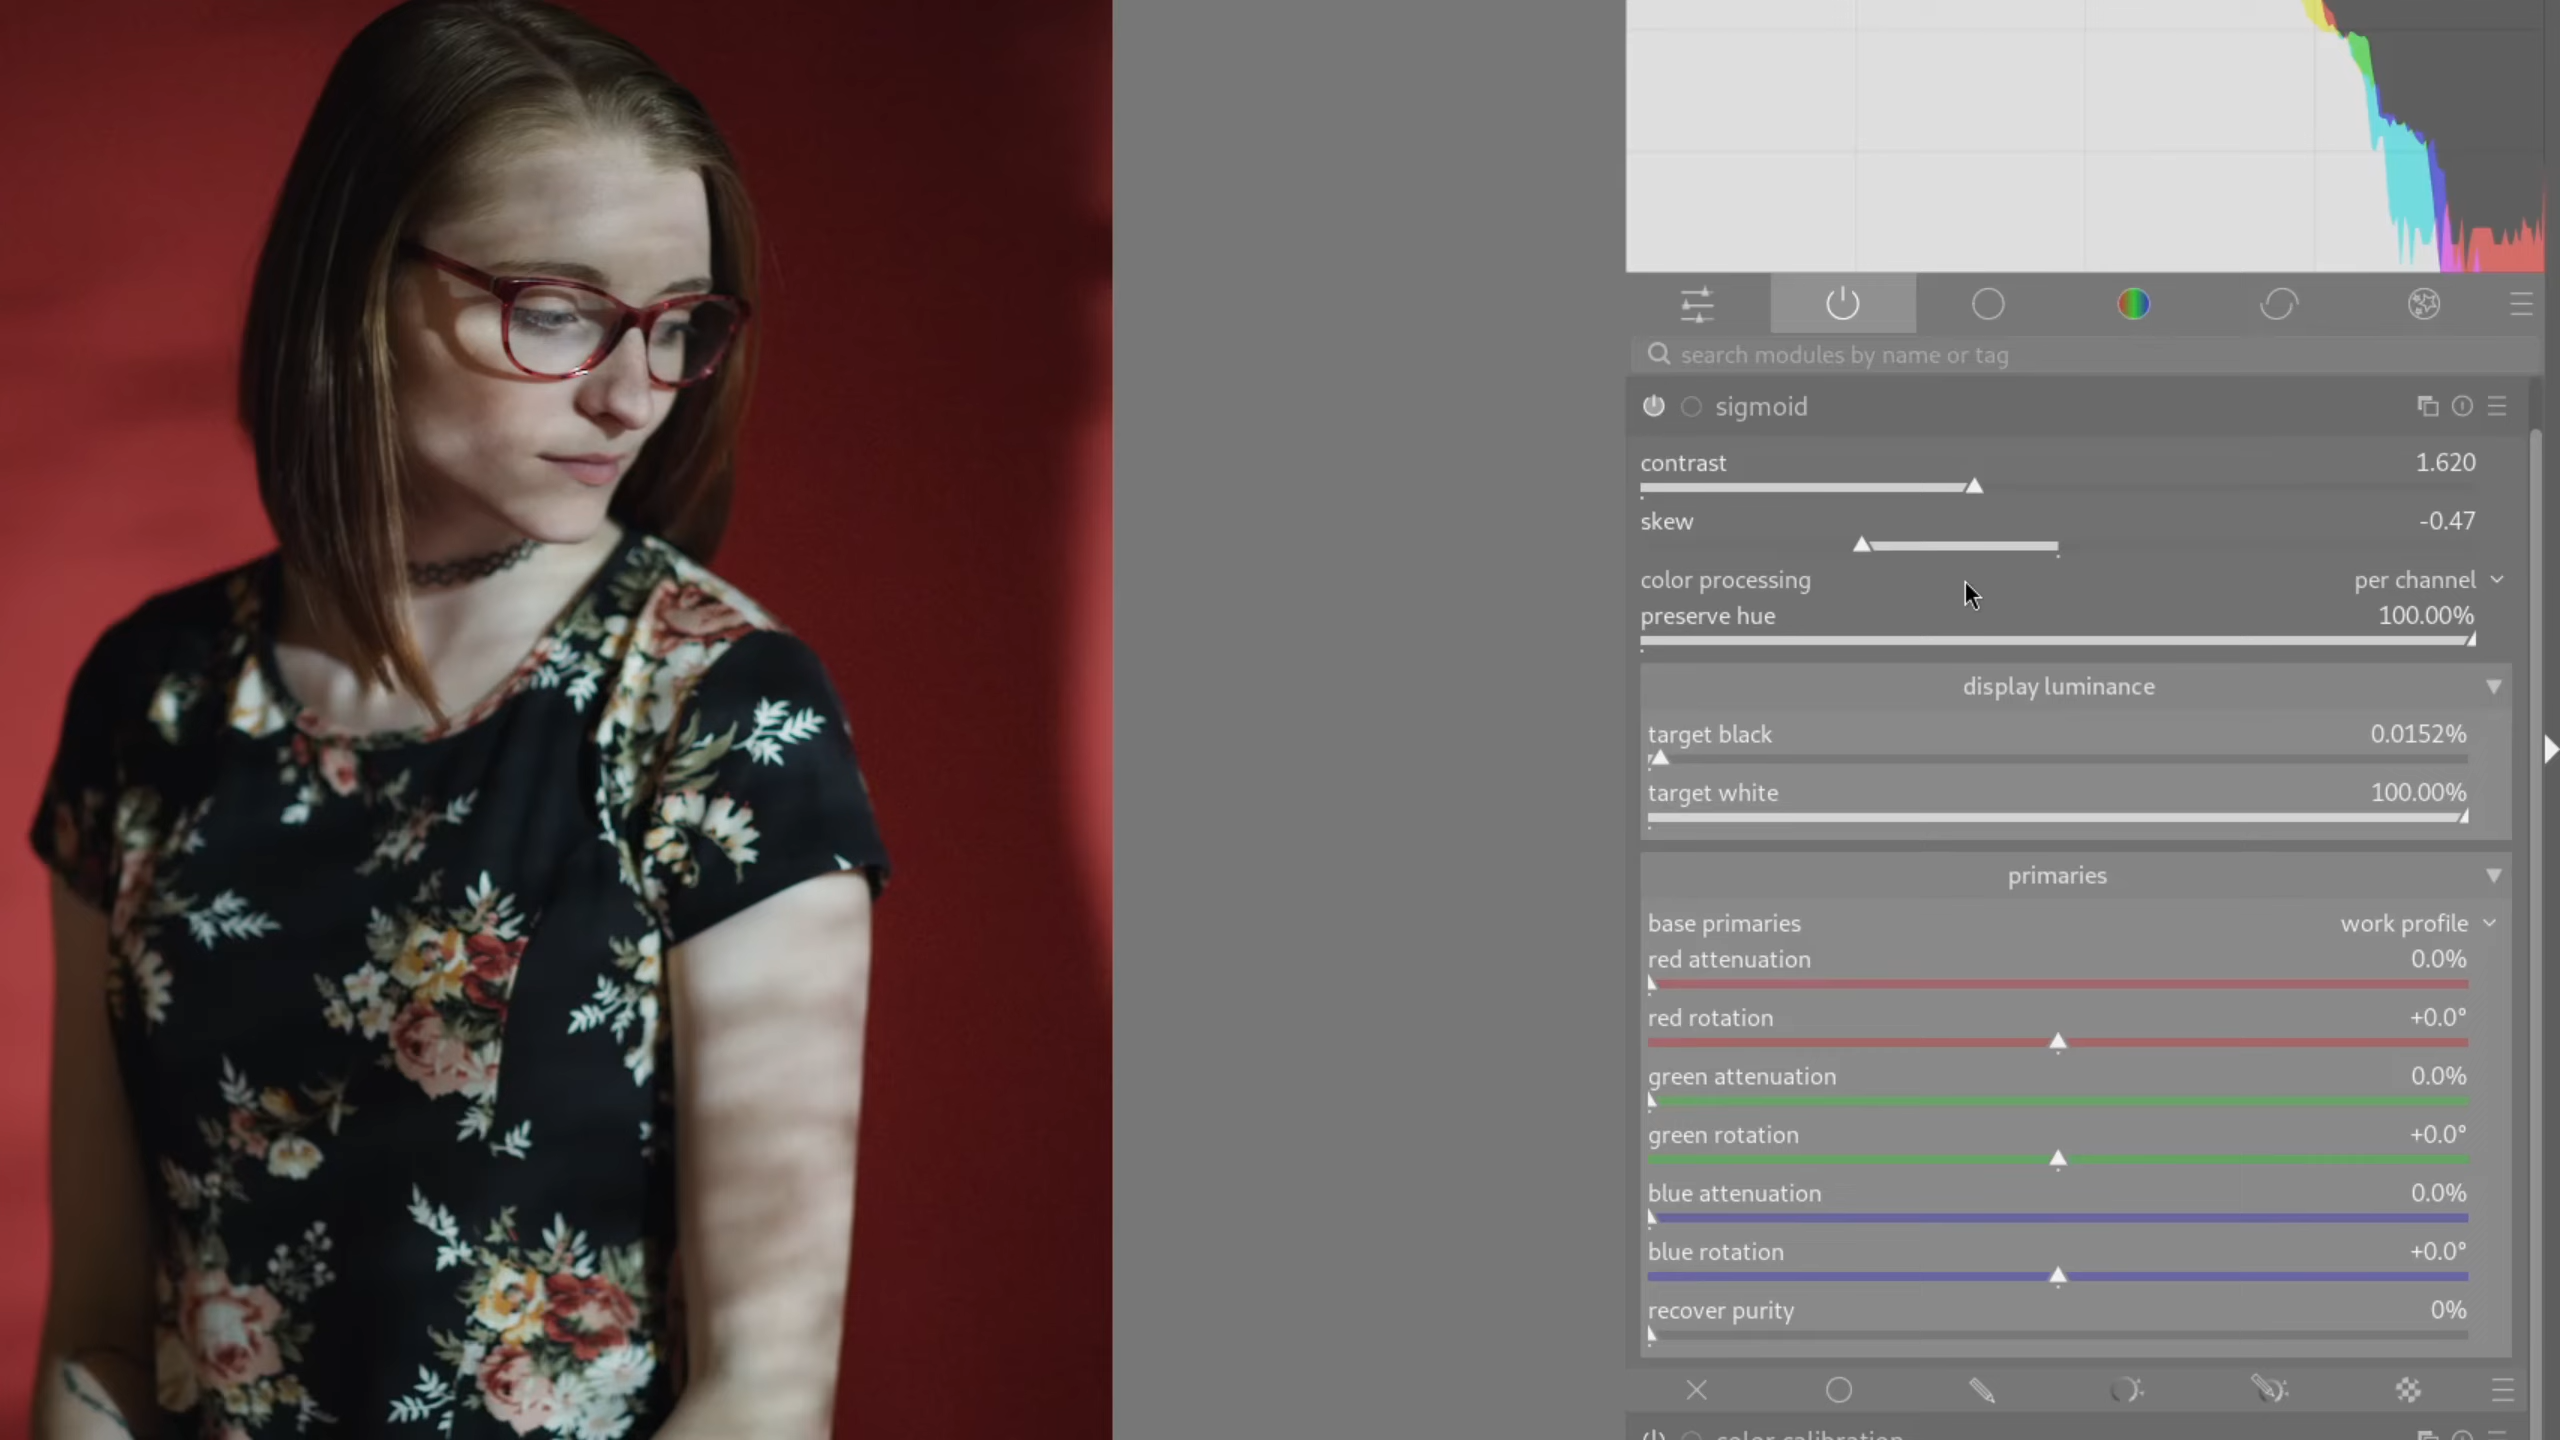 search modules by name or tag
sigmoid
contrast 1.620
skew -0.47
color processing per channel
preserve hue 100.00%
display luminance
target black 0.0152%
target white 100.00%
primaries
base primaries work profile
red attenuation 0.0%
red rotation +0.0°
green attenuation 0.0%
green rotation +0.0°
blue attenuation 0.0%
blue rotation +0.0°
recover purity 0%
color calibration